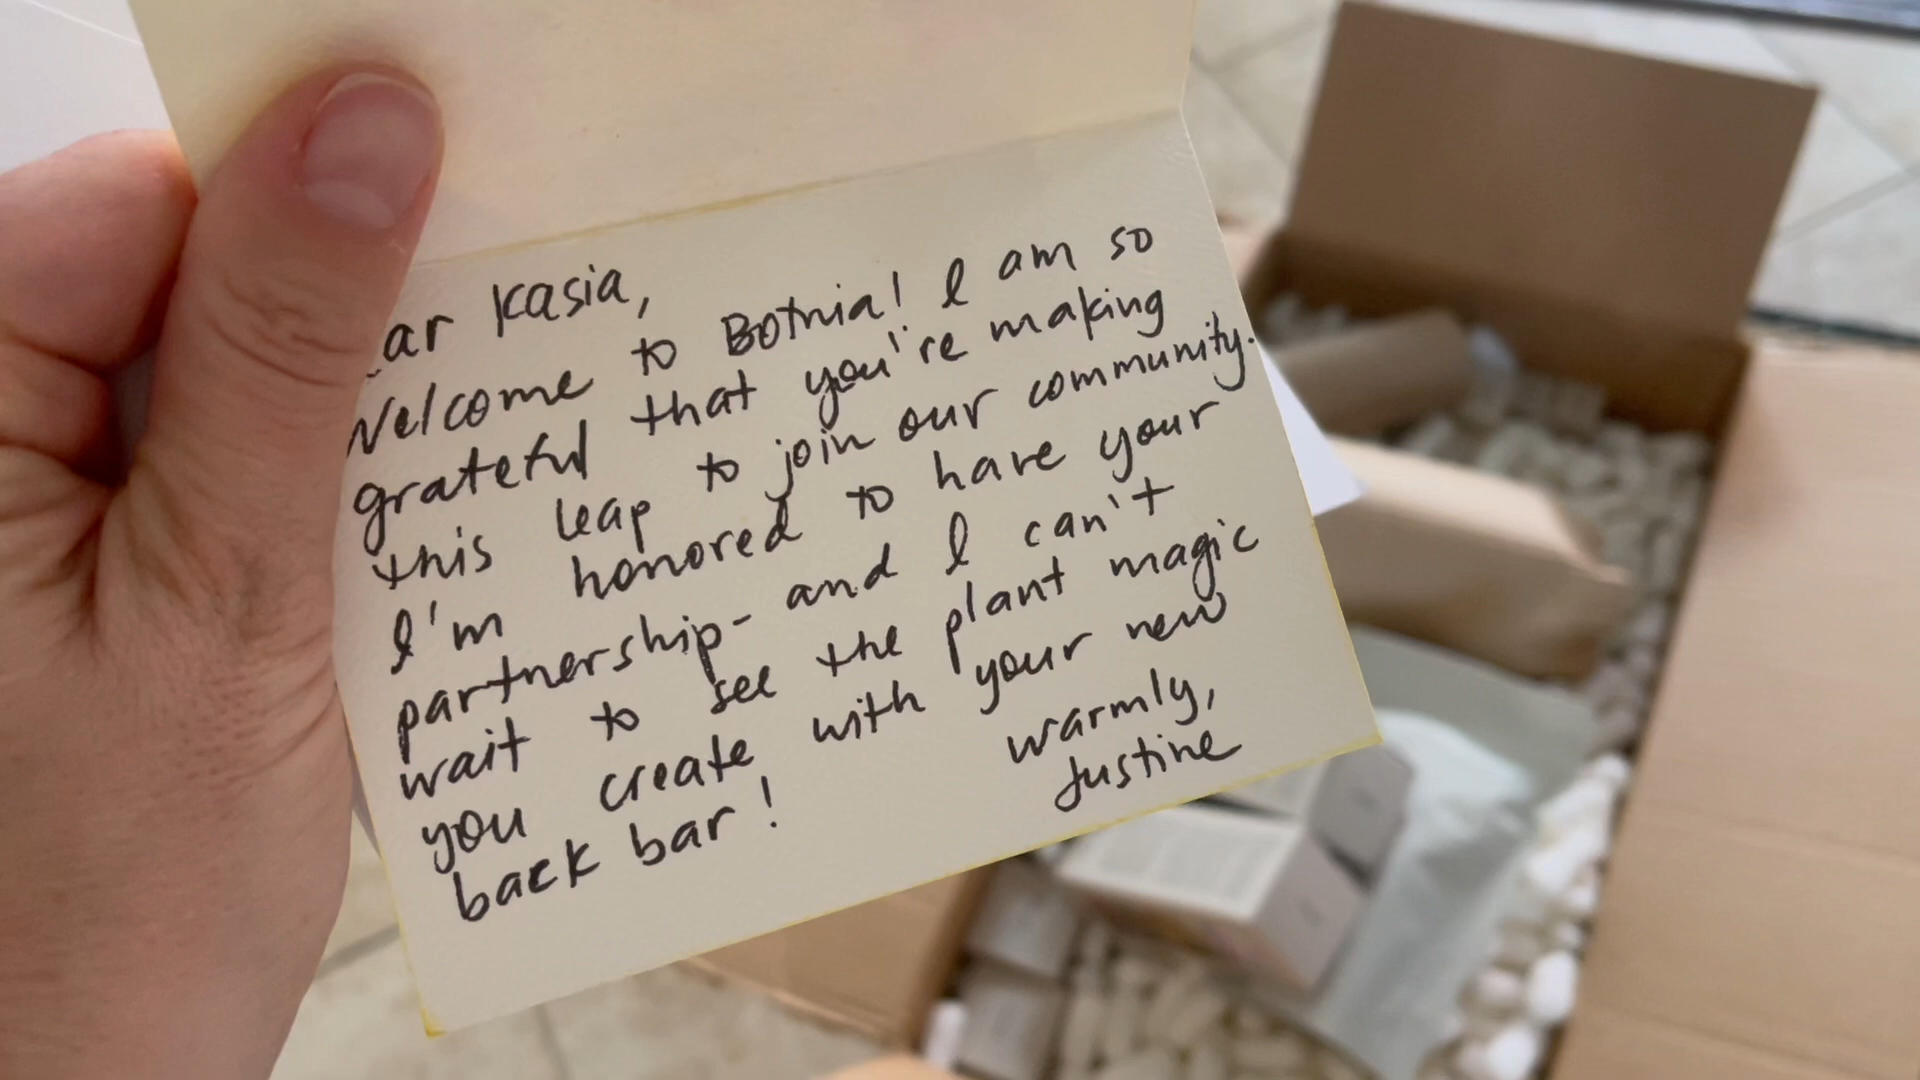 ar Kasia,
Welcome to Botnia! I am so
grateful that you're making
this leap to join our community.
I'm honored to have your
partnership- and I can't
wait to see the plant magic
you create with your new
back bar!
warmly,
Justine